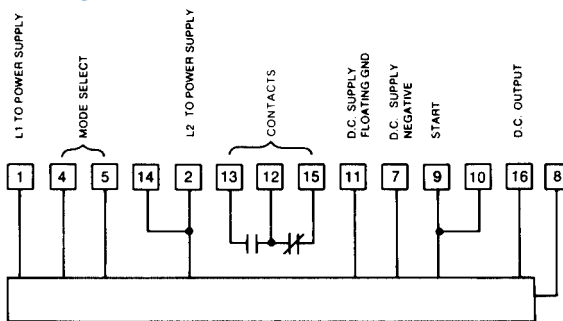 L1 TO POWER SUPPLY
MODE SELECT
L2 TO POWER SUPPLY
CONTACTS
D.C. SUPPLY
FLOATING GND
D.C. SUPPLY
NEGATIVE
START
D.C. OUTPUT
1 4 5 14 2 13 12 15 11 7 9 10 16 8